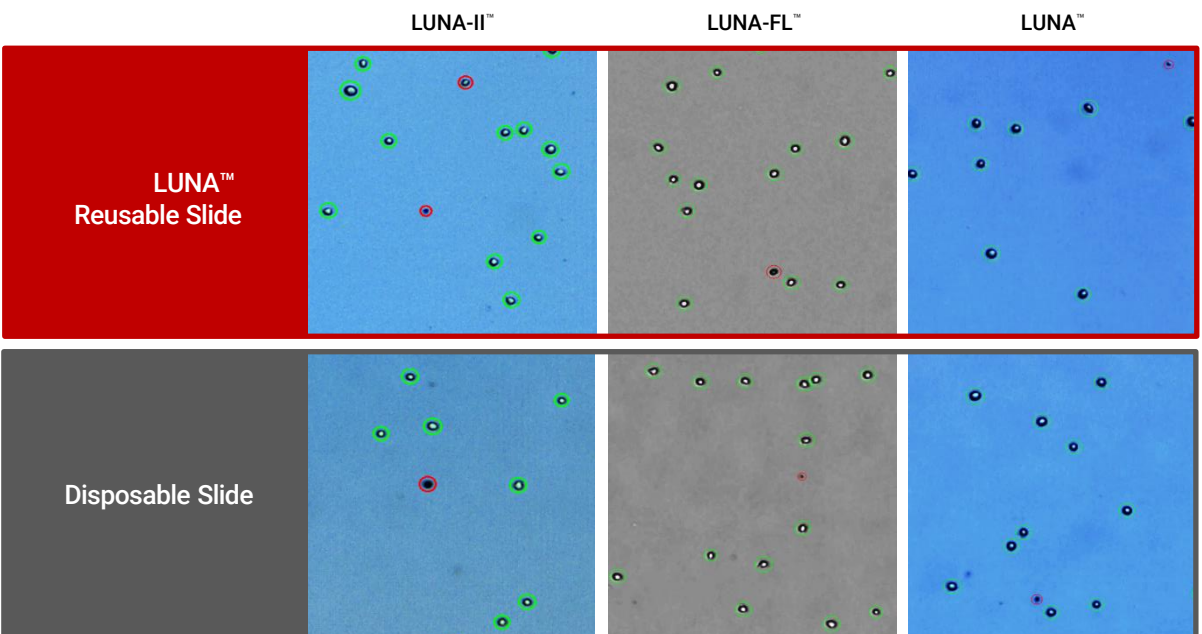 LUNA-II™
LUNA-FL™
LUNA™
LUNA™
Reusable Slide
Disposable Slide